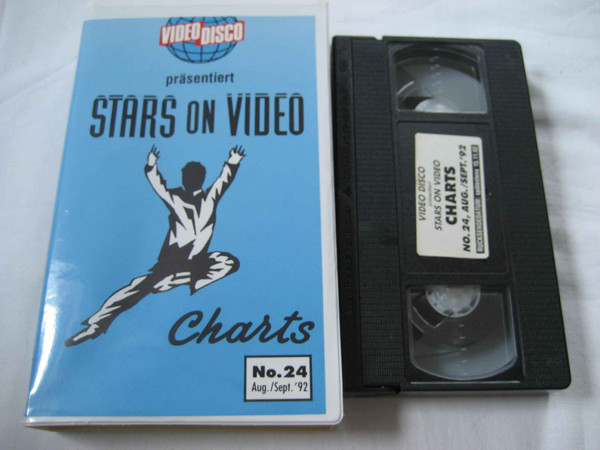 VIDEO DISCO
präsentiert
STARS ON VIDEO
Charts
No.24
Aug./Sept. '92
VIDEO DISCO
präsentiert
STARS ON VIDEO
CHARTS
NO. 24, AUG./SEPT. '92